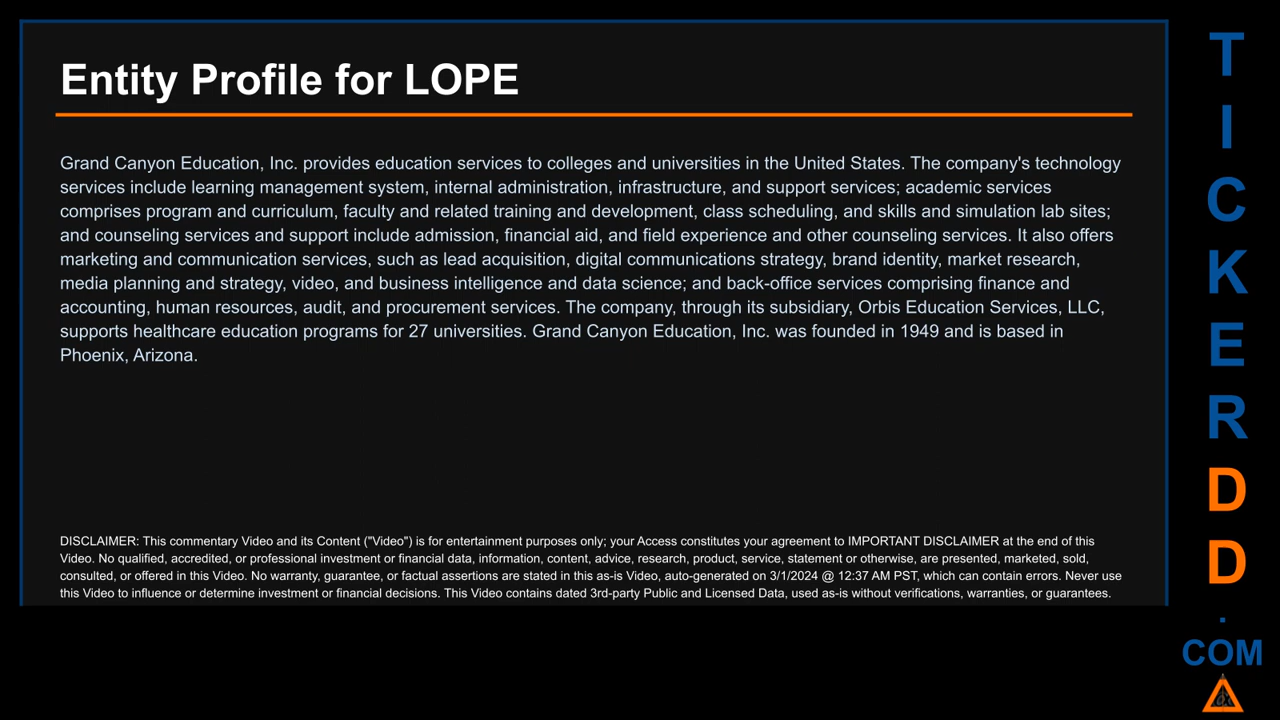 Entity Profile for LOPE
Grand Canyon Education, Inc. provides education services to colleges and universities in the United States. The company's technology
services include learning management system, internal administration, infrastructure, and support services; academic services
comprises program and curriculum, faculty and related training and development, class scheduling, and skills and simulation lab sites;
and counseling services and support include admission, financial aid, and field experience and other counseling services. It also offers
marketing and communication services, such as lead acquisition, digital communications strategy, brand identity, market research,
media planning and strategy, video, and business intelligence and data science; and back-office services comprising finance and
accounting, human resources, audit, and procurement services. The company, through its subsidiary, Orbis Education Services, LLC,
supports healthcare education programs for 27 universities. Grand Canyon Education, Inc. was founded in 1949 and is based in
Phoenix, Arizona.
DISCLAIMER: This commentary Video and its Content ("Video") is for entertainment purposes only; your Access constitutes your agreement to IMPORTANT DISCLAIMER at the end of this
Video. No qualified, accredited, or professional investment or financial data, information, content, advice, research, product, service, statement or otherwise, are presented, marketed, sold,
consulted, or offered in this Video. No warranty, guarantee, or factual assertions are stated in this as-is Video, auto-generated on 3/1/2024 @ 12:37 AM PST, which can contain errors. Never use
this Video to influence or determine investment or financial decisions. This Video contains dated 3rd-party Public and Licensed Data, used as-is without verifications, warranties, or guarantees.
T
I
C
K
E
R
D
D
.
COM